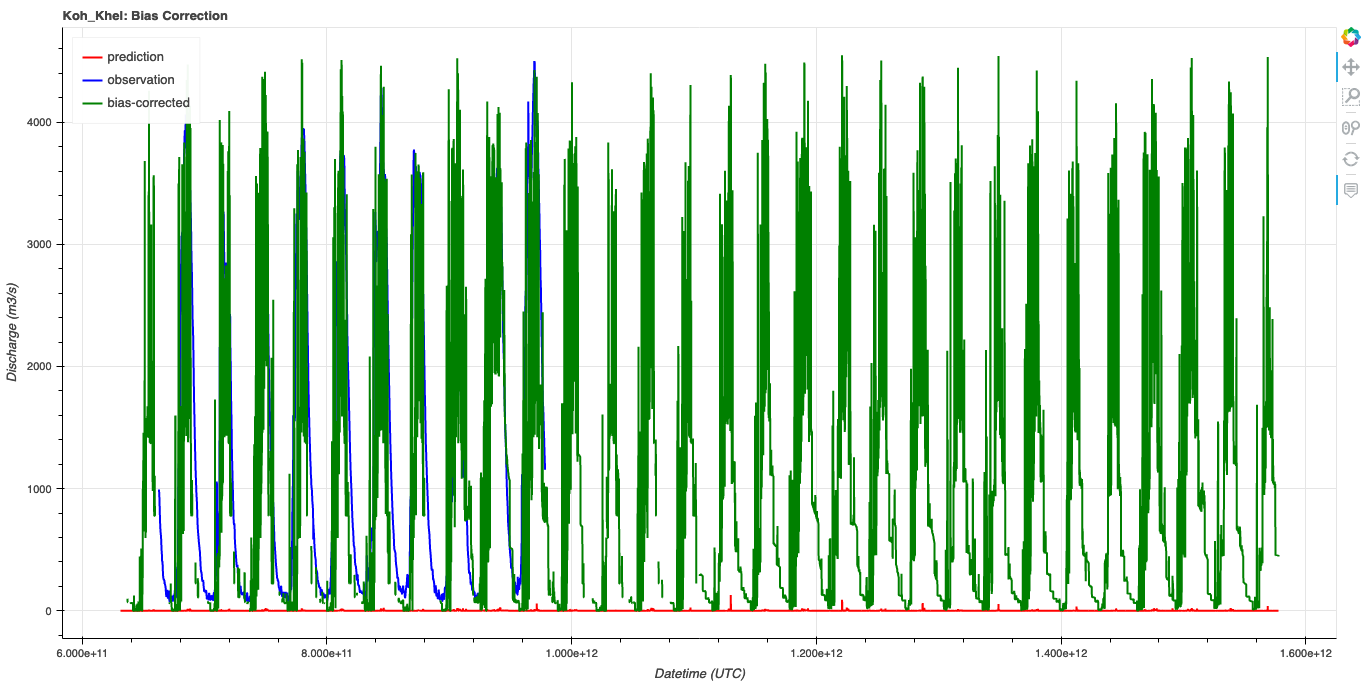 Koh_Khel: Bias Correction
prediction
observation
bias-corrected
Discharge (m3/s)
4000
3000
2000
1000
0
6.000e+11 8.000e+11 1.000e+12 1.200e+12 1.400e+12 1.600e+12
Datetime (UTC)